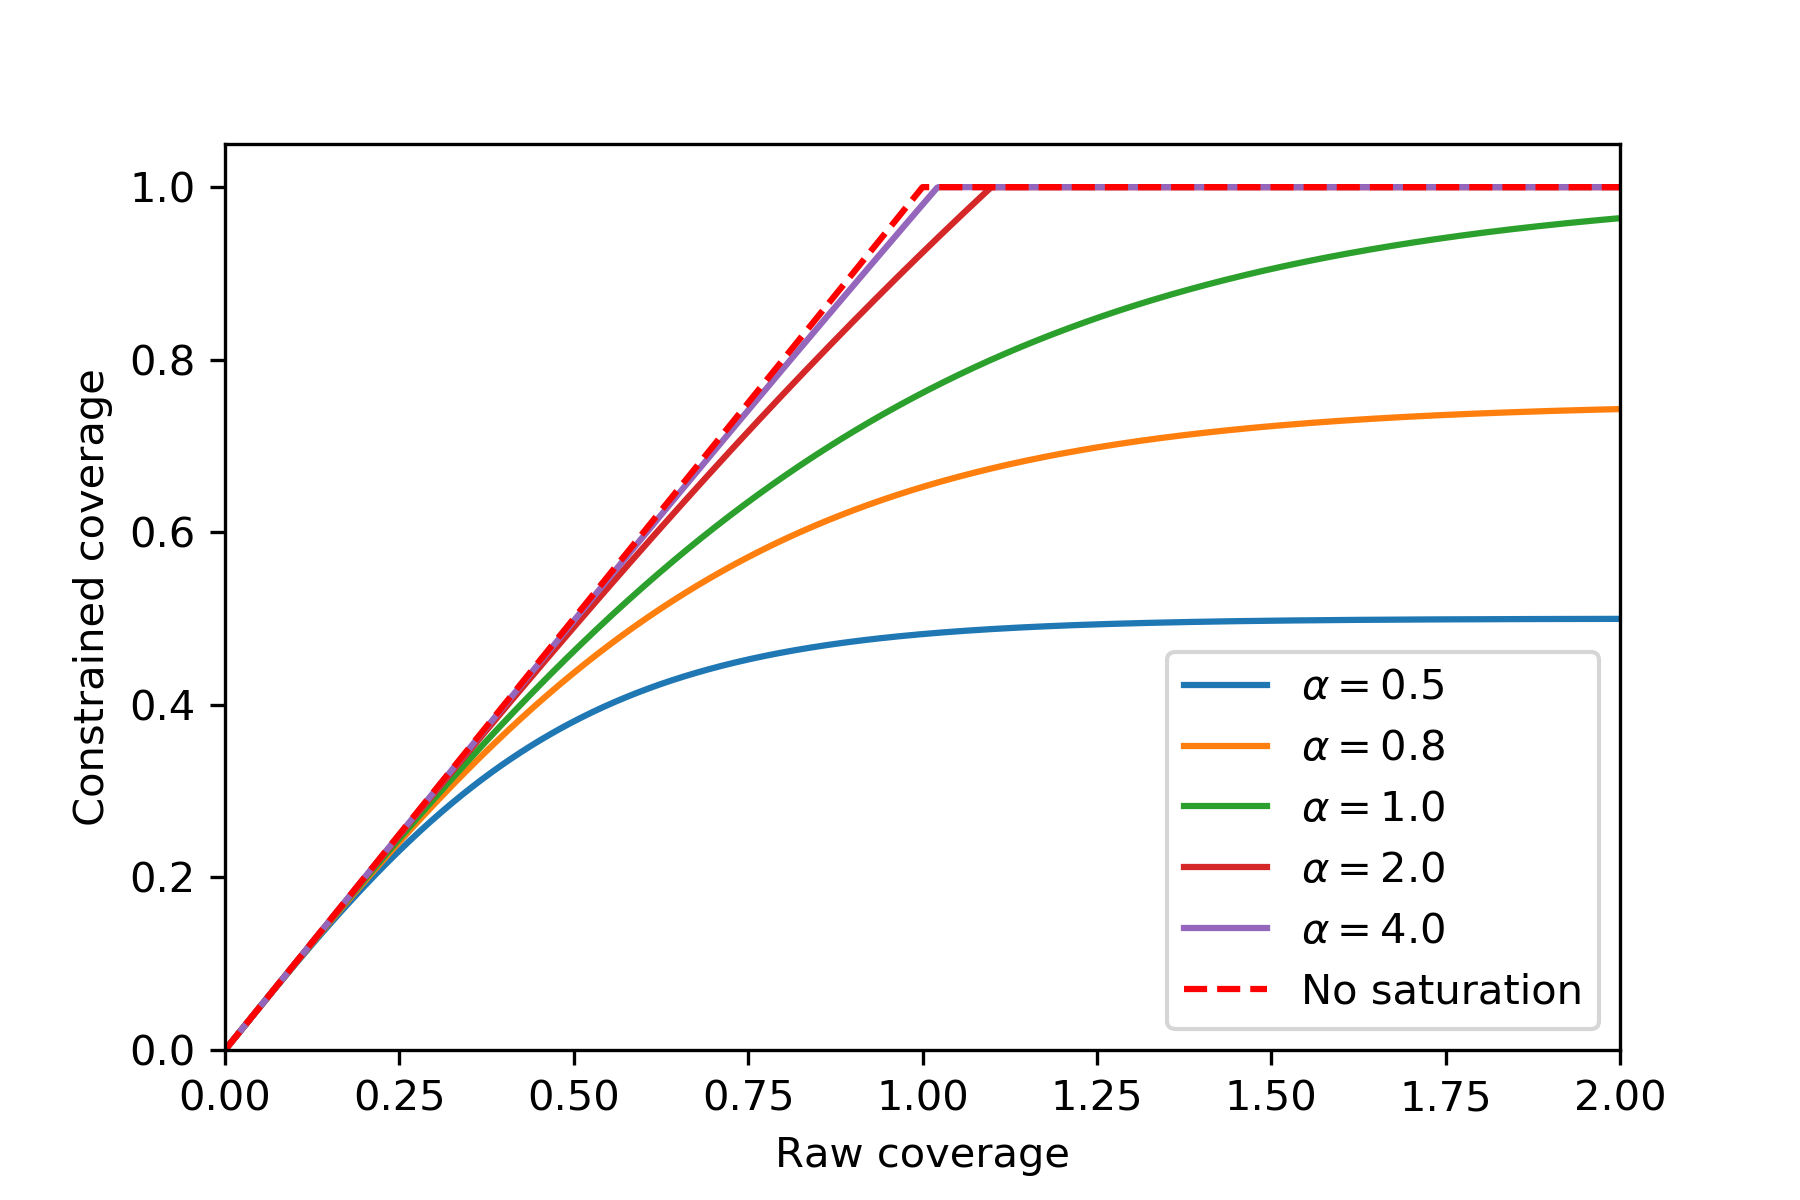 1.0
0.8
0.6
0.4
0.2
0.0
Constrained coverage
0.00 0.25 0.50 0.75 1.00 1.25 1.50 1.75 2.00
Raw coverage
α = 0.5
α = 0.8
α = 1.0
α = 2.0
α = 4.0
No saturation